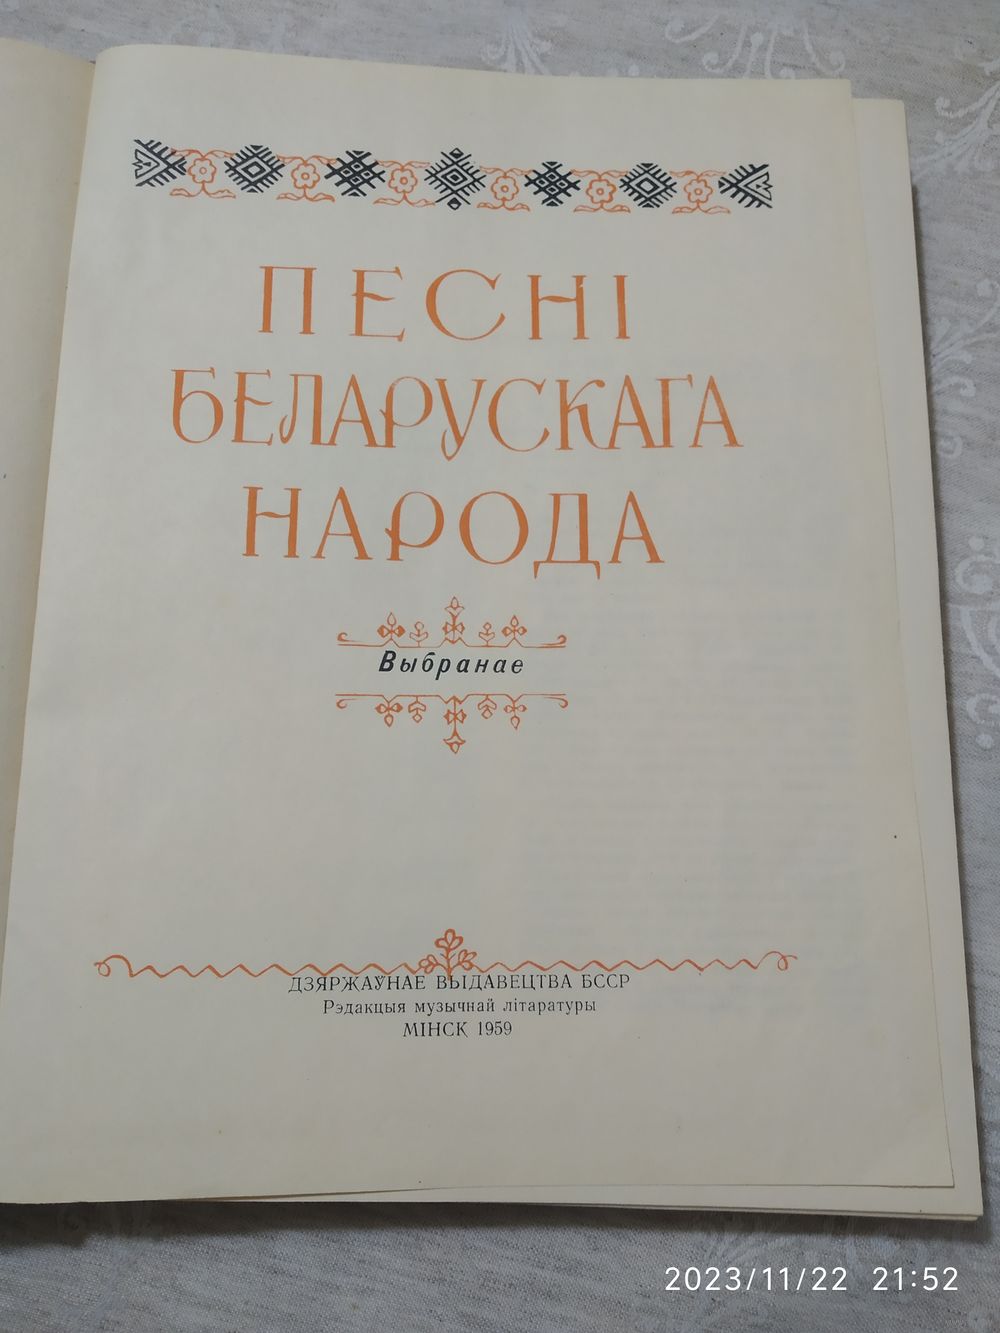 ПЕСНІ
БЕЛАРУСКАГА
НАРОДА
Выбранае
ДЗЯРЖАЎНАЕ ВЫДАВЕЦТВА БССР
Рэдакцыя музычнай літаратуры
МІНСК 1959
2023/11/22 21:52